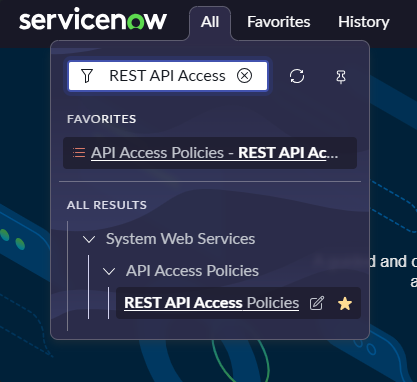 servicenow
All
Favorites
History
REST API Access
FAVORITES
API Access Policies - REST API Ac...
ALL RESULTS
System Web Services
API Access Policies
REST API Access Policies
and